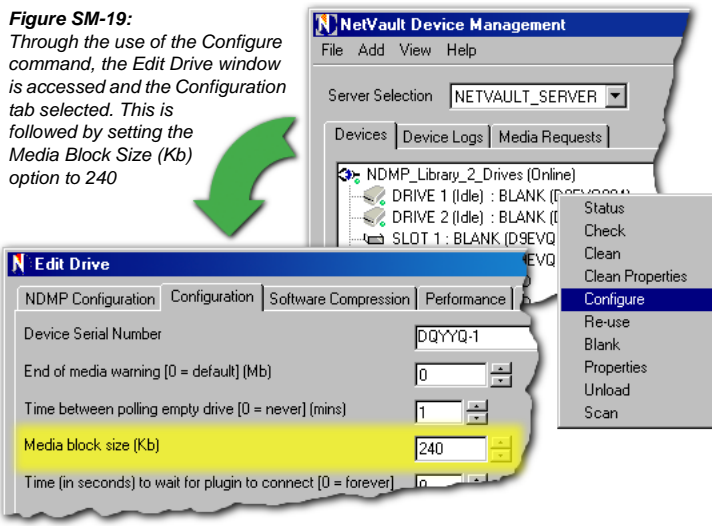 Figure SM-19:
Through the use of the Configure
command, the Edit Drive window
is accessed and the Configuration
tab selected. This is
followed by setting the
Media Block Size (Kb)
option to 240
NetVault Device Management
File Add View Help
Server Selection NETVAULT_SERVER
Devices Device Logs Media Requests
NDMP_Library_2_Drives (Online)
DRIVE 1 (Idle) : BLANK
DRIVE 2 (Idle) : BLANK
SLOT 1 : BLANK (D9EVQ
EVQ
Status
Check
Clean
Clean Properties
Configure
Re-use
Blank
Properties
Unload
Scan
Edit Drive
NDMP Configuration Configuration Software Compression Performance
Device Serial Number DQYYQ-1
End of media warning [0 = default] (Mb) 0
Time between polling empty drive [0 = never] (mins) 1
Media block size (Kb) 240
Time (in seconds) to wait for plugin to connect [0 = forever] 0